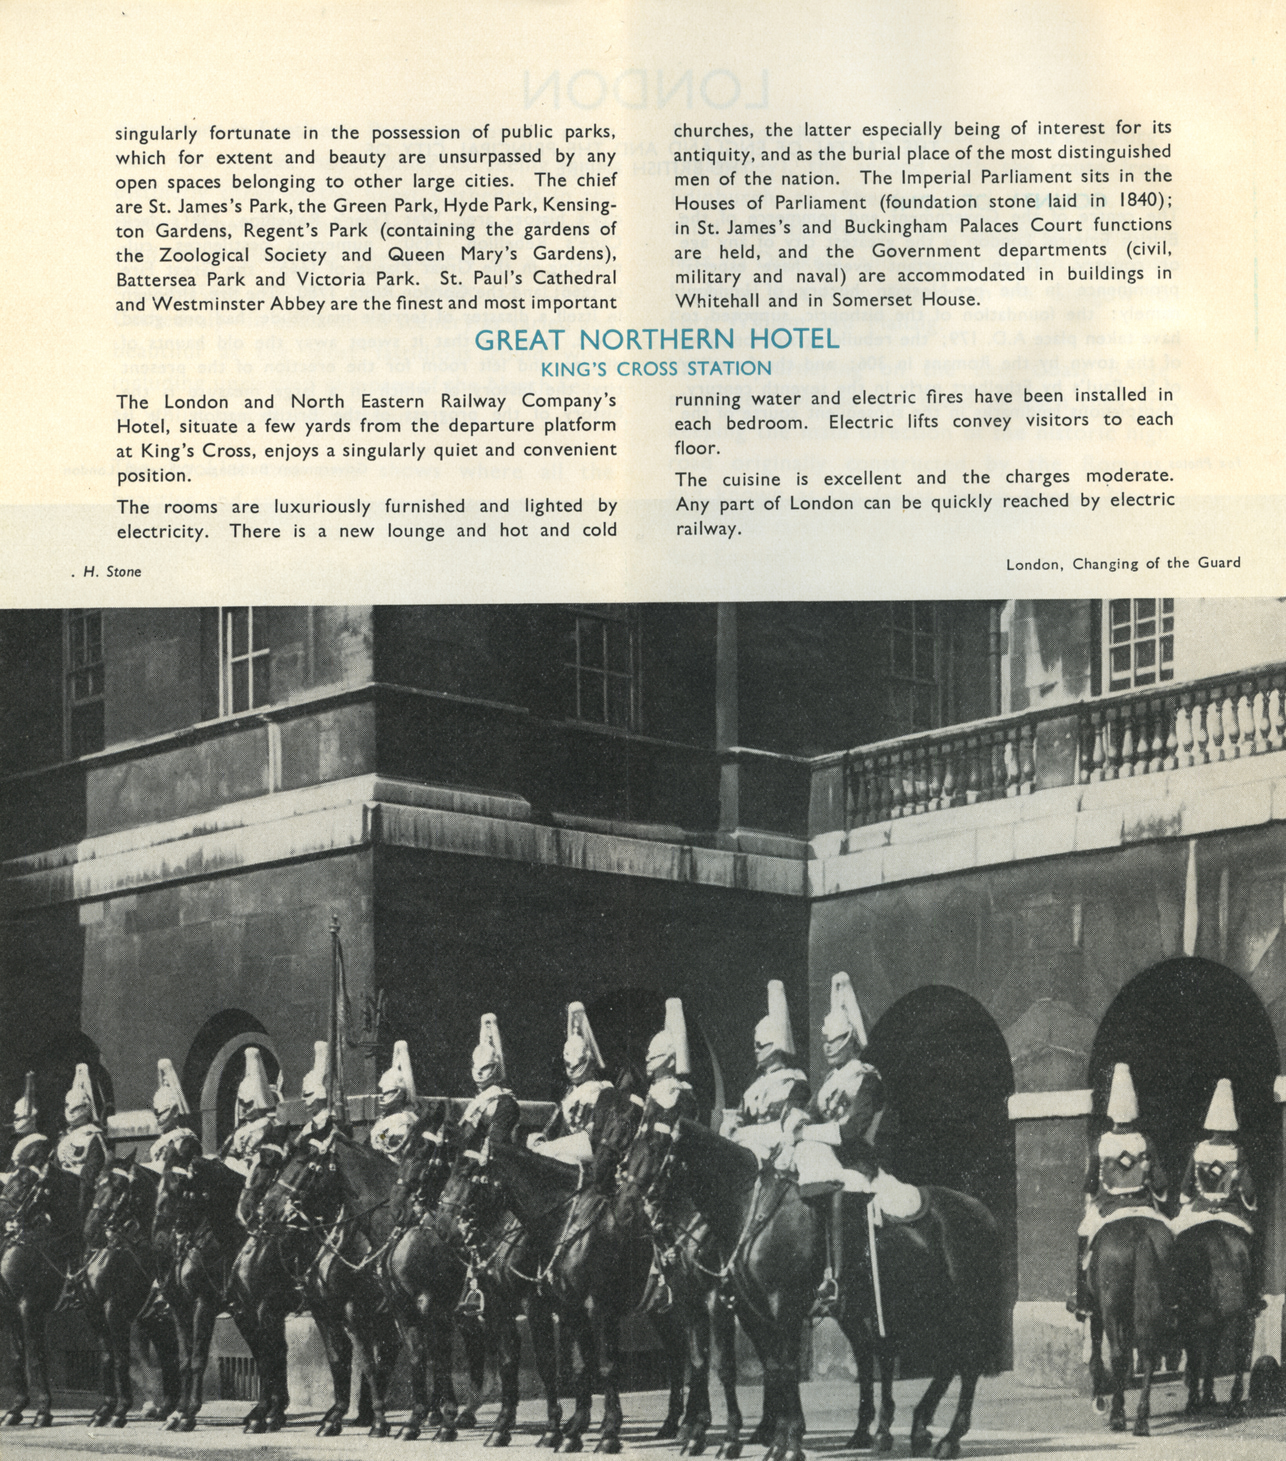 singularly fortunate in the possession of public parks,
which for extent and beauty are unsurpassed by any
open spaces belonging to other large cities. The chief
are St. James's Park, the Green Park, Hyde Park, Kensing-
ton Gardens, Regent's Park (containing the gardens of
the Zoological Society and Queen Mary's Gardens),
Battersea Park and Victoria Park. St. Paul's Cathedral
and Westminster Abbey are the finest and most important
churches, the latter especially being of interest for its
antiquity, and as the burial place of the most distinguished
men of the nation. The Imperial Parliament sits in the
Houses of Parliament (foundation stone laid in 1840);
in St. James's and Buckingham Palaces Court functions
are held, and the Government departments (civil,
military and naval) are accommodated in buildings in
Whitehall and in Somerset House.
GREAT NORTHERN HOTEL
KING'S CROSS STATION
The London and North Eastern Railway Company's
Hotel, situate a few yards from the departure platform
at King's Cross, enjoys a singularly quiet and convenient
position.
The rooms are luxuriously furnished and lighted by
electricity. There is a new lounge and hot and cold
running water and electric fires have been installed in
each bedroom. Electric lifts convey visitors to each
floor.
The cuisine is excellent and the charges moderate.
Any part of London can be quickly reached by electric
railway.
. H. Stone
London, Changing of the Guard